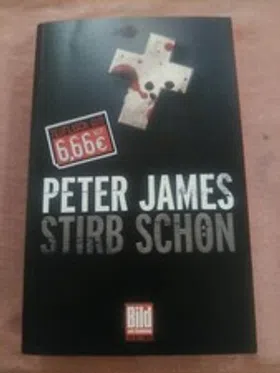 6,66€
PETER JAMES
STIRB SCHÖN
Bild